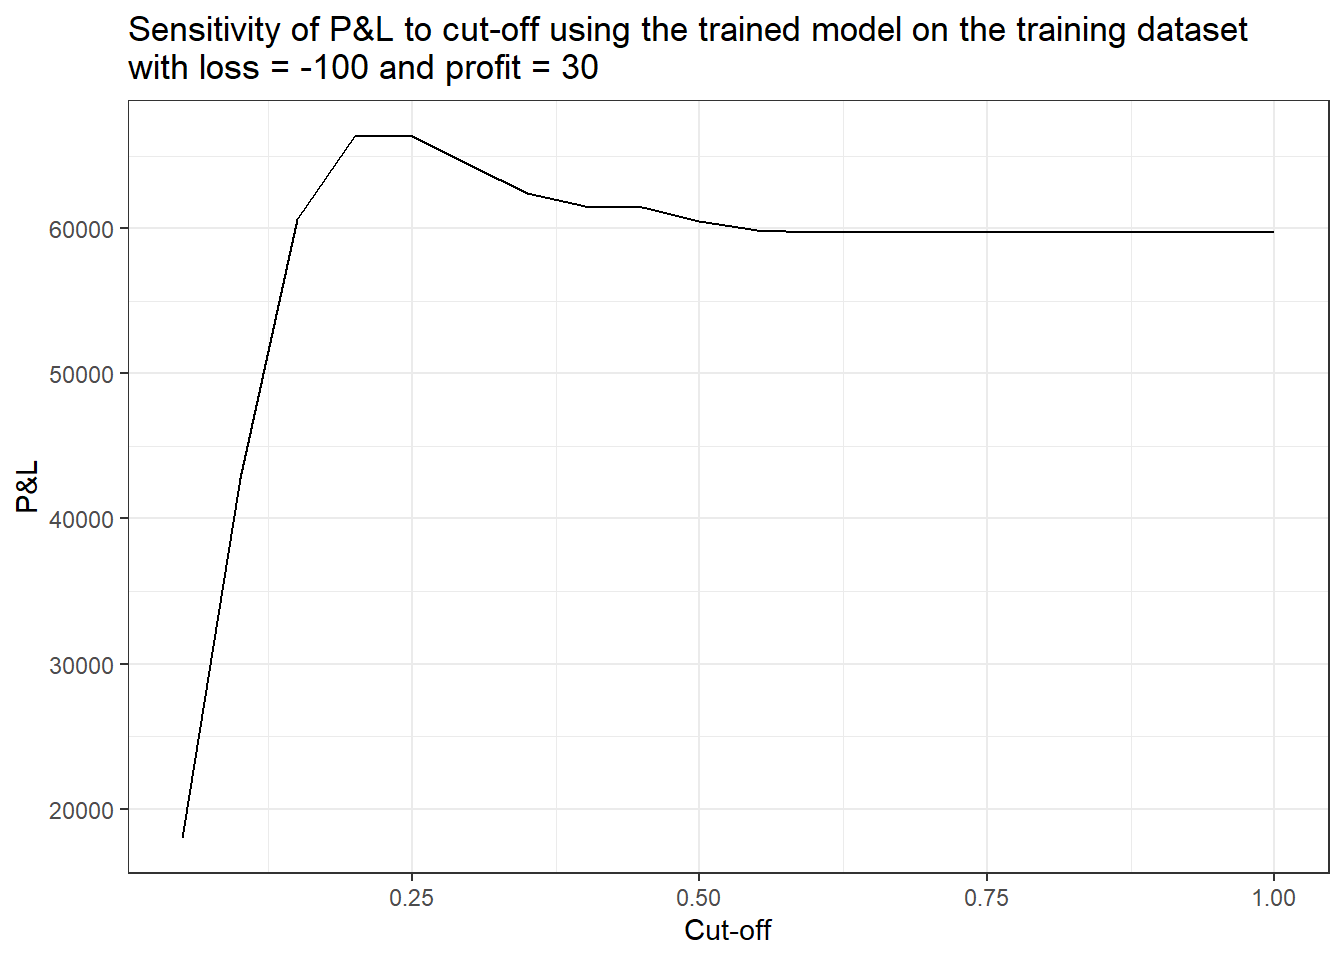 Sensitivity of P&L to cut-off using the trained model on the training dataset
with loss = -100 and profit = 30
60000
50000
40000
30000
20000
P&L
0.25
0.50
0.75
1.00
Cut-off